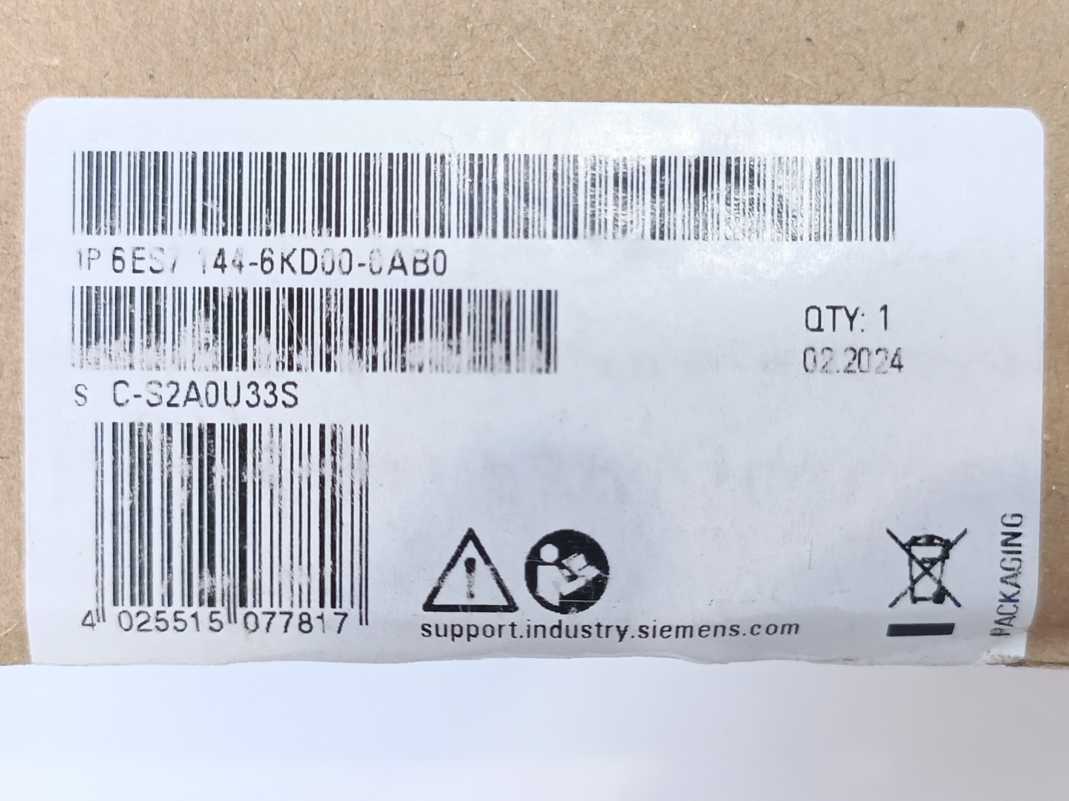 1P 6ES7 144-6KD00-0AB0
QTY: 1
02.2024
S C-S2A0U33S
4 025515 077817
support.industry.siemens.com
PACKAGING